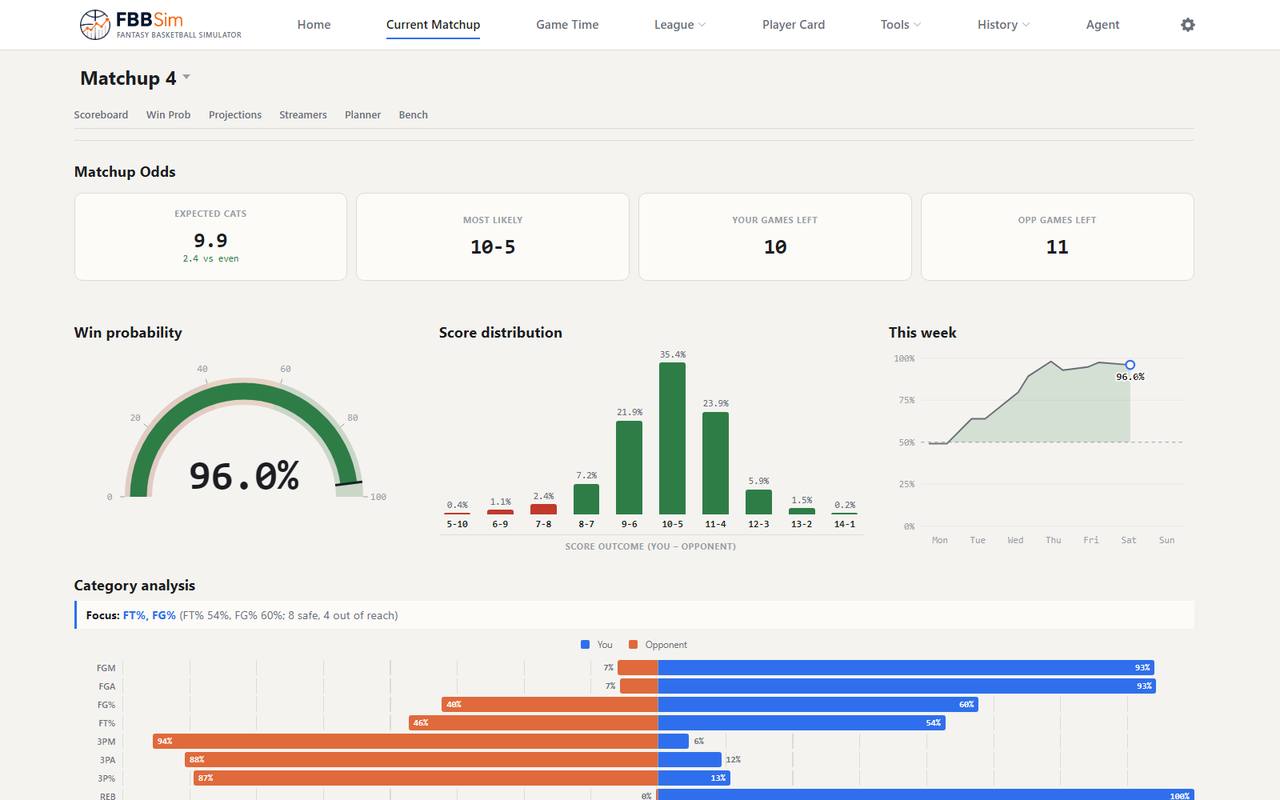 FBBSim
FANTASY BASKETBALL SIMULATOR
Home
Current Matchup
Game Time
League
Player Card
Tools
History
Agent
Matchup 4
Scoreboard
Win Prob
Projections
Streamers
Planner
Bench
Matchup Odds
EXPECTED CATS
9.9
2.4 vs even
MOST LIKELY
10-5
YOUR GAMES LEFT
10
OPP GAMES LEFT
11
Win probability
0
20
40
60
80
100
96.0%
Score distribution
0.4%
1.1%
2.4%
7.2%
21.9%
35.4%
23.9%
5.9%
1.5%
0.2%
5-10
6-9
7-8
8-7
9-6
10-5
11-4
12-3
13-2
14-1
SCORE OUTCOME (YOU – OPPONENT)
This week
100%
75%
50%
25%
0%
96.0%
Mon
Tue
Wed
Thu
Fri
Sat
Sun
Category analysis
Focus: FT%, FG% (FT% 54%, FG% 60%; 8 safe, 4 out of reach)
You
Opponent
FGM 7% 93%
FGA 7% 93%
FG% 40% 60%
FT% 46% 54%
3PM 94% 6%
3PA 88% 12%
3P% 87% 13%
REB 0% 100%